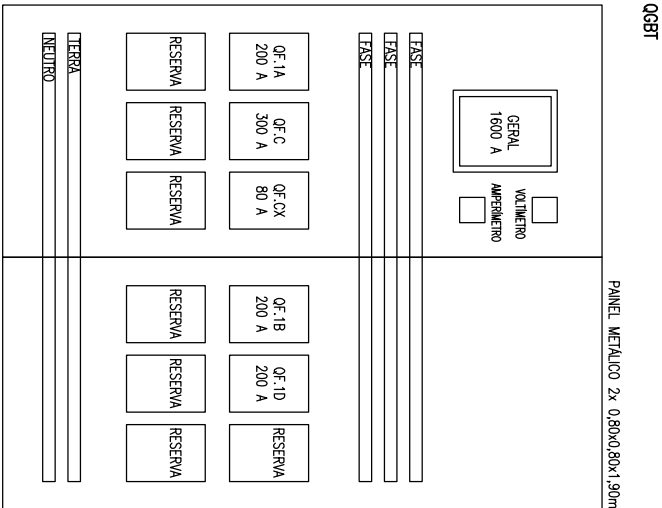 QGBT
PAINEL METÁLICO 2x 0,80x0,80x1,90m
GERAL
1600 A
VOLTÍMETRO
AMPERÍMETRO
FASE
FASE
FASE
QF.1A
200 A
QF.C
300 A
QF.CX
80 A
QF.1B
200 A
QF.1D
200 A
RESERVA
RESERVA
RESERVA
RESERVA
RESERVA
RESERVA
RESERVA
TERRA
NEUTRO